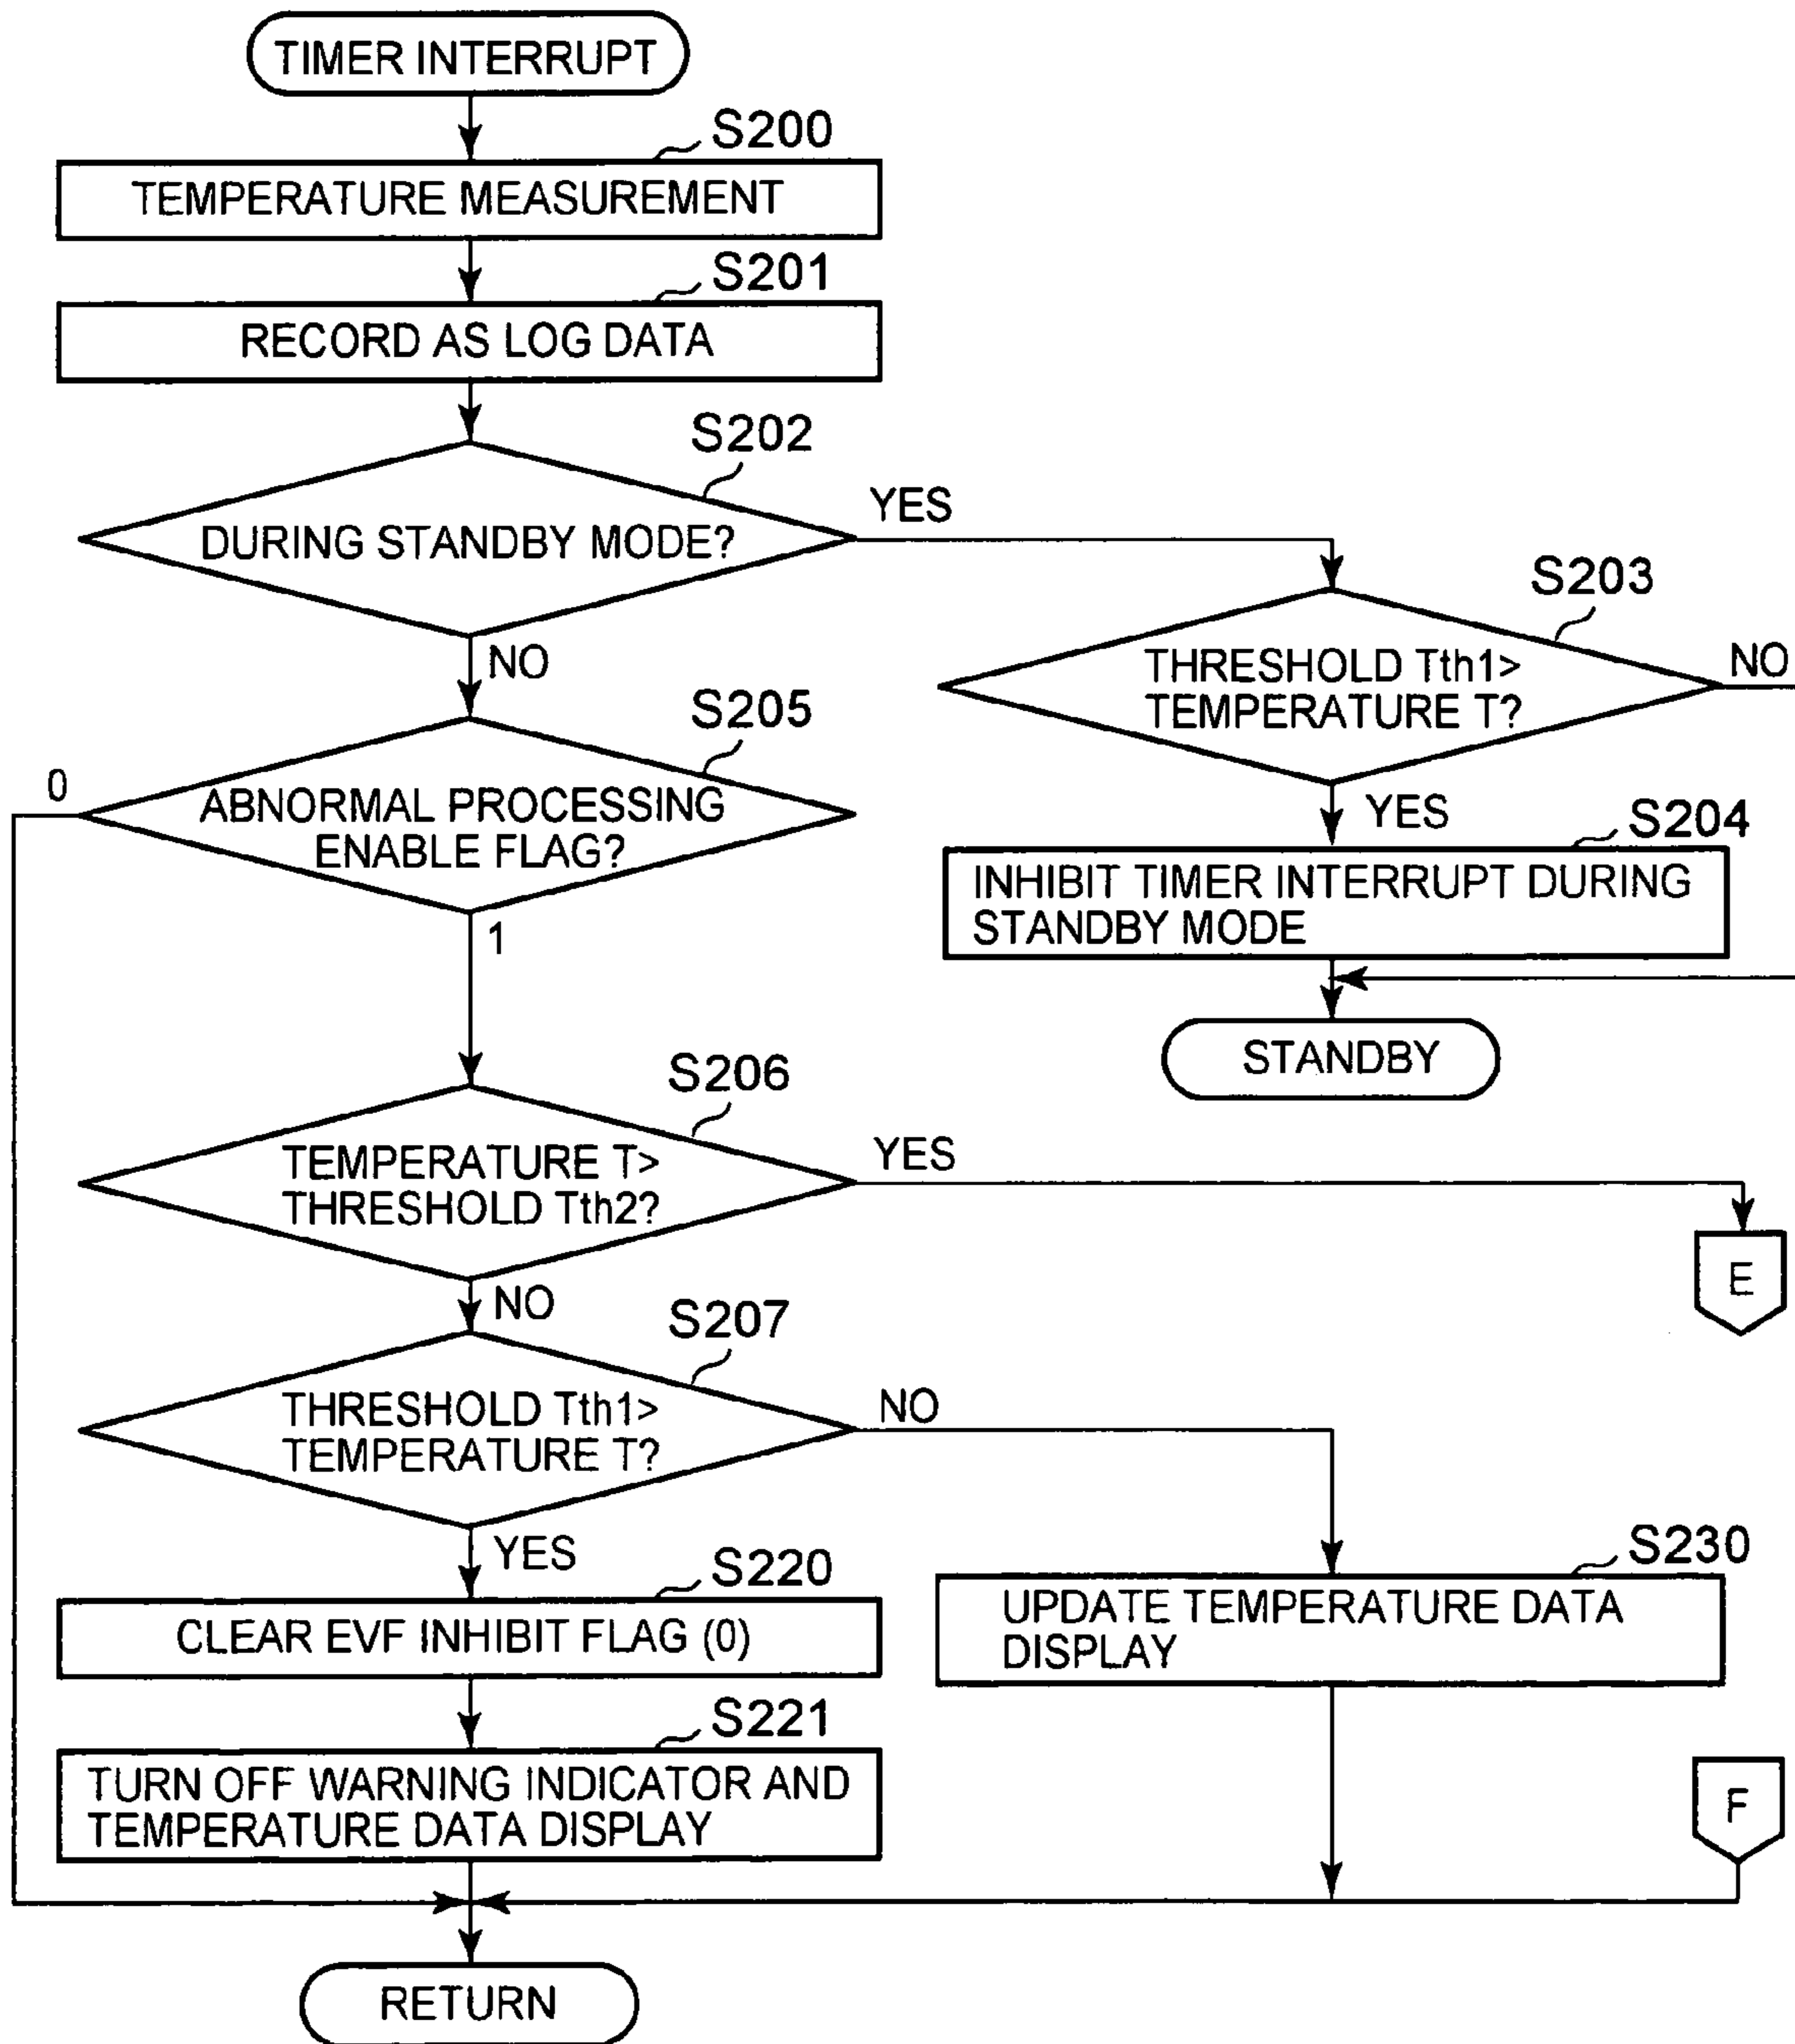 TIMER INTERRUPT
S200
TEMPERATURE MEASUREMENT
S201
RECORD AS LOG DATA
S202
DURING STANDBY MODE?
YES
NO
S203
THRESHOLD Tth1>
TEMPERATURE T?
NO
YES
S204
INHIBIT TIMER INTERRUPT DURING
STANDBY MODE
STANDBY
S205
0
ABNORMAL PROCESSING
ENABLE FLAG?
1
S206
TEMPERATURE T>
THRESHOLD Tth2?
YES
E
NO
S207
THRESHOLD Tth1>
TEMPERATURE T?
NO
YES
S220
CLEAR EVF INHIBIT FLAG (0)
S230
UPDATE TEMPERATURE DATA
DISPLAY
S221
TURN OFF WARNING INDICATOR AND
TEMPERATURE DATA DISPLAY
F
RETURN